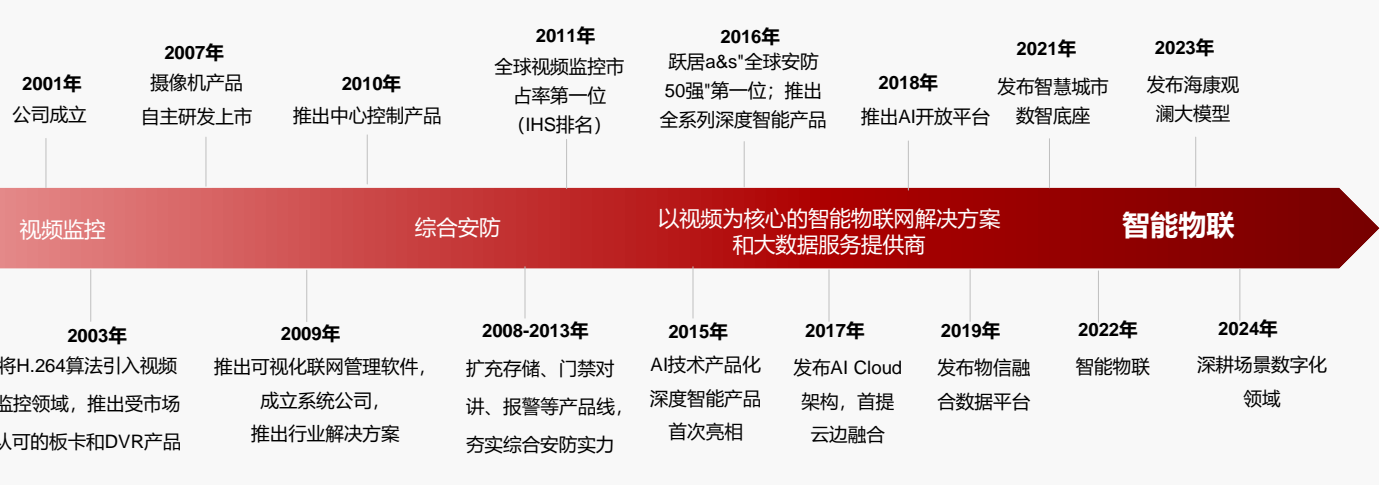 2001年
公司成立
2007年
摄像机产品
自主研发上市
2010年
推出中心控制产品
2011年
全球视频监控市
占率第一位
（IHS排名）
2016年
跃居a&s"全球安防
50强"第一位；推出
全系列深度智能产品
2018年
推出AI开放平台
2021年
发布智慧城市
数智底座
2023年
发布海康观
澜大模型
视频监控
综合安防
以视频为核心的智能物联网解决方案
和大数据服务提供商
智能物联
2003年
将H.264算法引入视频
监控领域，推出受市场
认可的板卡和DVR产品
2009年
推出可视化联网管理软件，
成立系统公司，
推出行业解决方案
2008-2013年
扩充存储、门禁对
讲、报警等产品线，
夯实综合安防实力
2015年
AI技术产品化
深度智能产品
首次亮相
2017年
发布AI Cloud
架构，首提
云边融合
2019年
发布物信融
合数据平台
2022年
智能物联
2024年
深耕场景数字化
领域